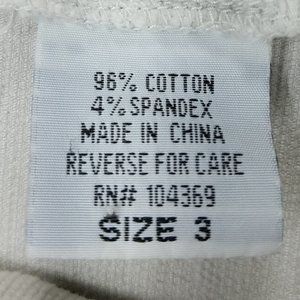 96% COTTON
4% SPANDEX
MADE IN CHINA
REVERSE FOR CARE
RN# 104369
SIZE 3